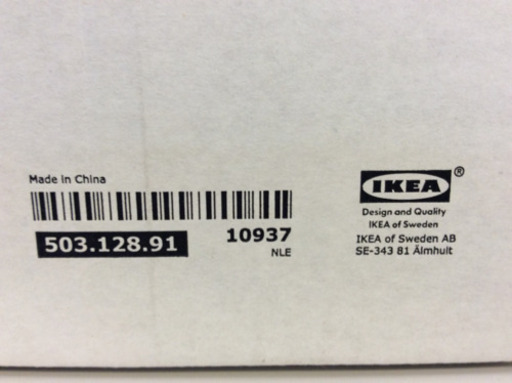 Made in China
503.128.91
10937
NLE
IKEA®
Design and Quality
IKEA of Sweden
IKEA of Sweden AB
SE-343 81 Älmhult